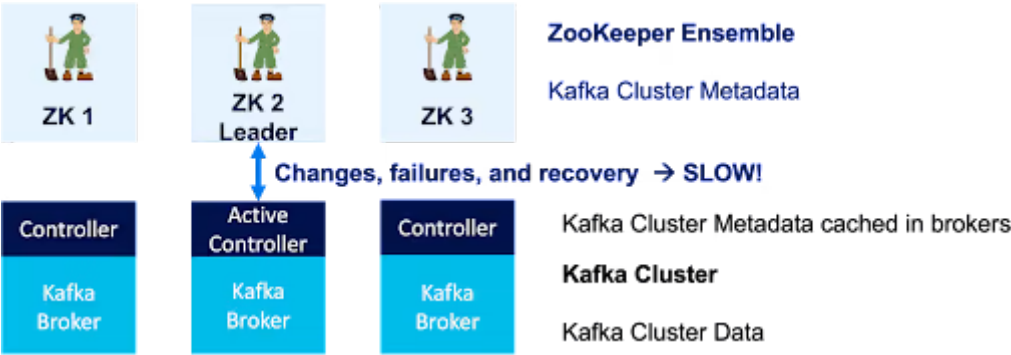 ZK 1
ZK 2
Leader
ZK 3
ZooKeeper Ensemble
Kafka Cluster Metadata
Changes, failures, and recovery → SLOW!
Controller
Active
Controller
Controller
Kafka Cluster Metadata cached in brokers
Kafka
Broker
Kafka
Broker
Kafka
Broker
Kafka Cluster
Kafka Cluster Data